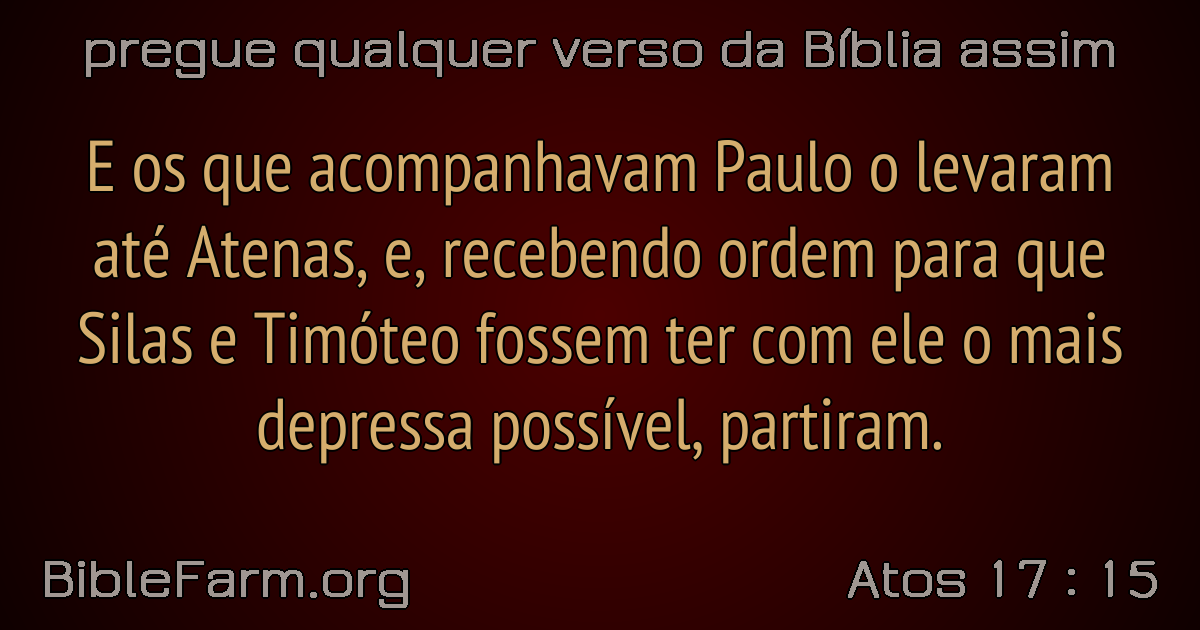 pregue qualquer verso da Bíblia assim
E os que acompanhavam Paulo o levaram
até Atenas, e, recebendo ordem para que
Silas e Timóteo fossem ter com ele o mais
depressa possível, partiram.
BibleFarm.org
Atos 17 : 15